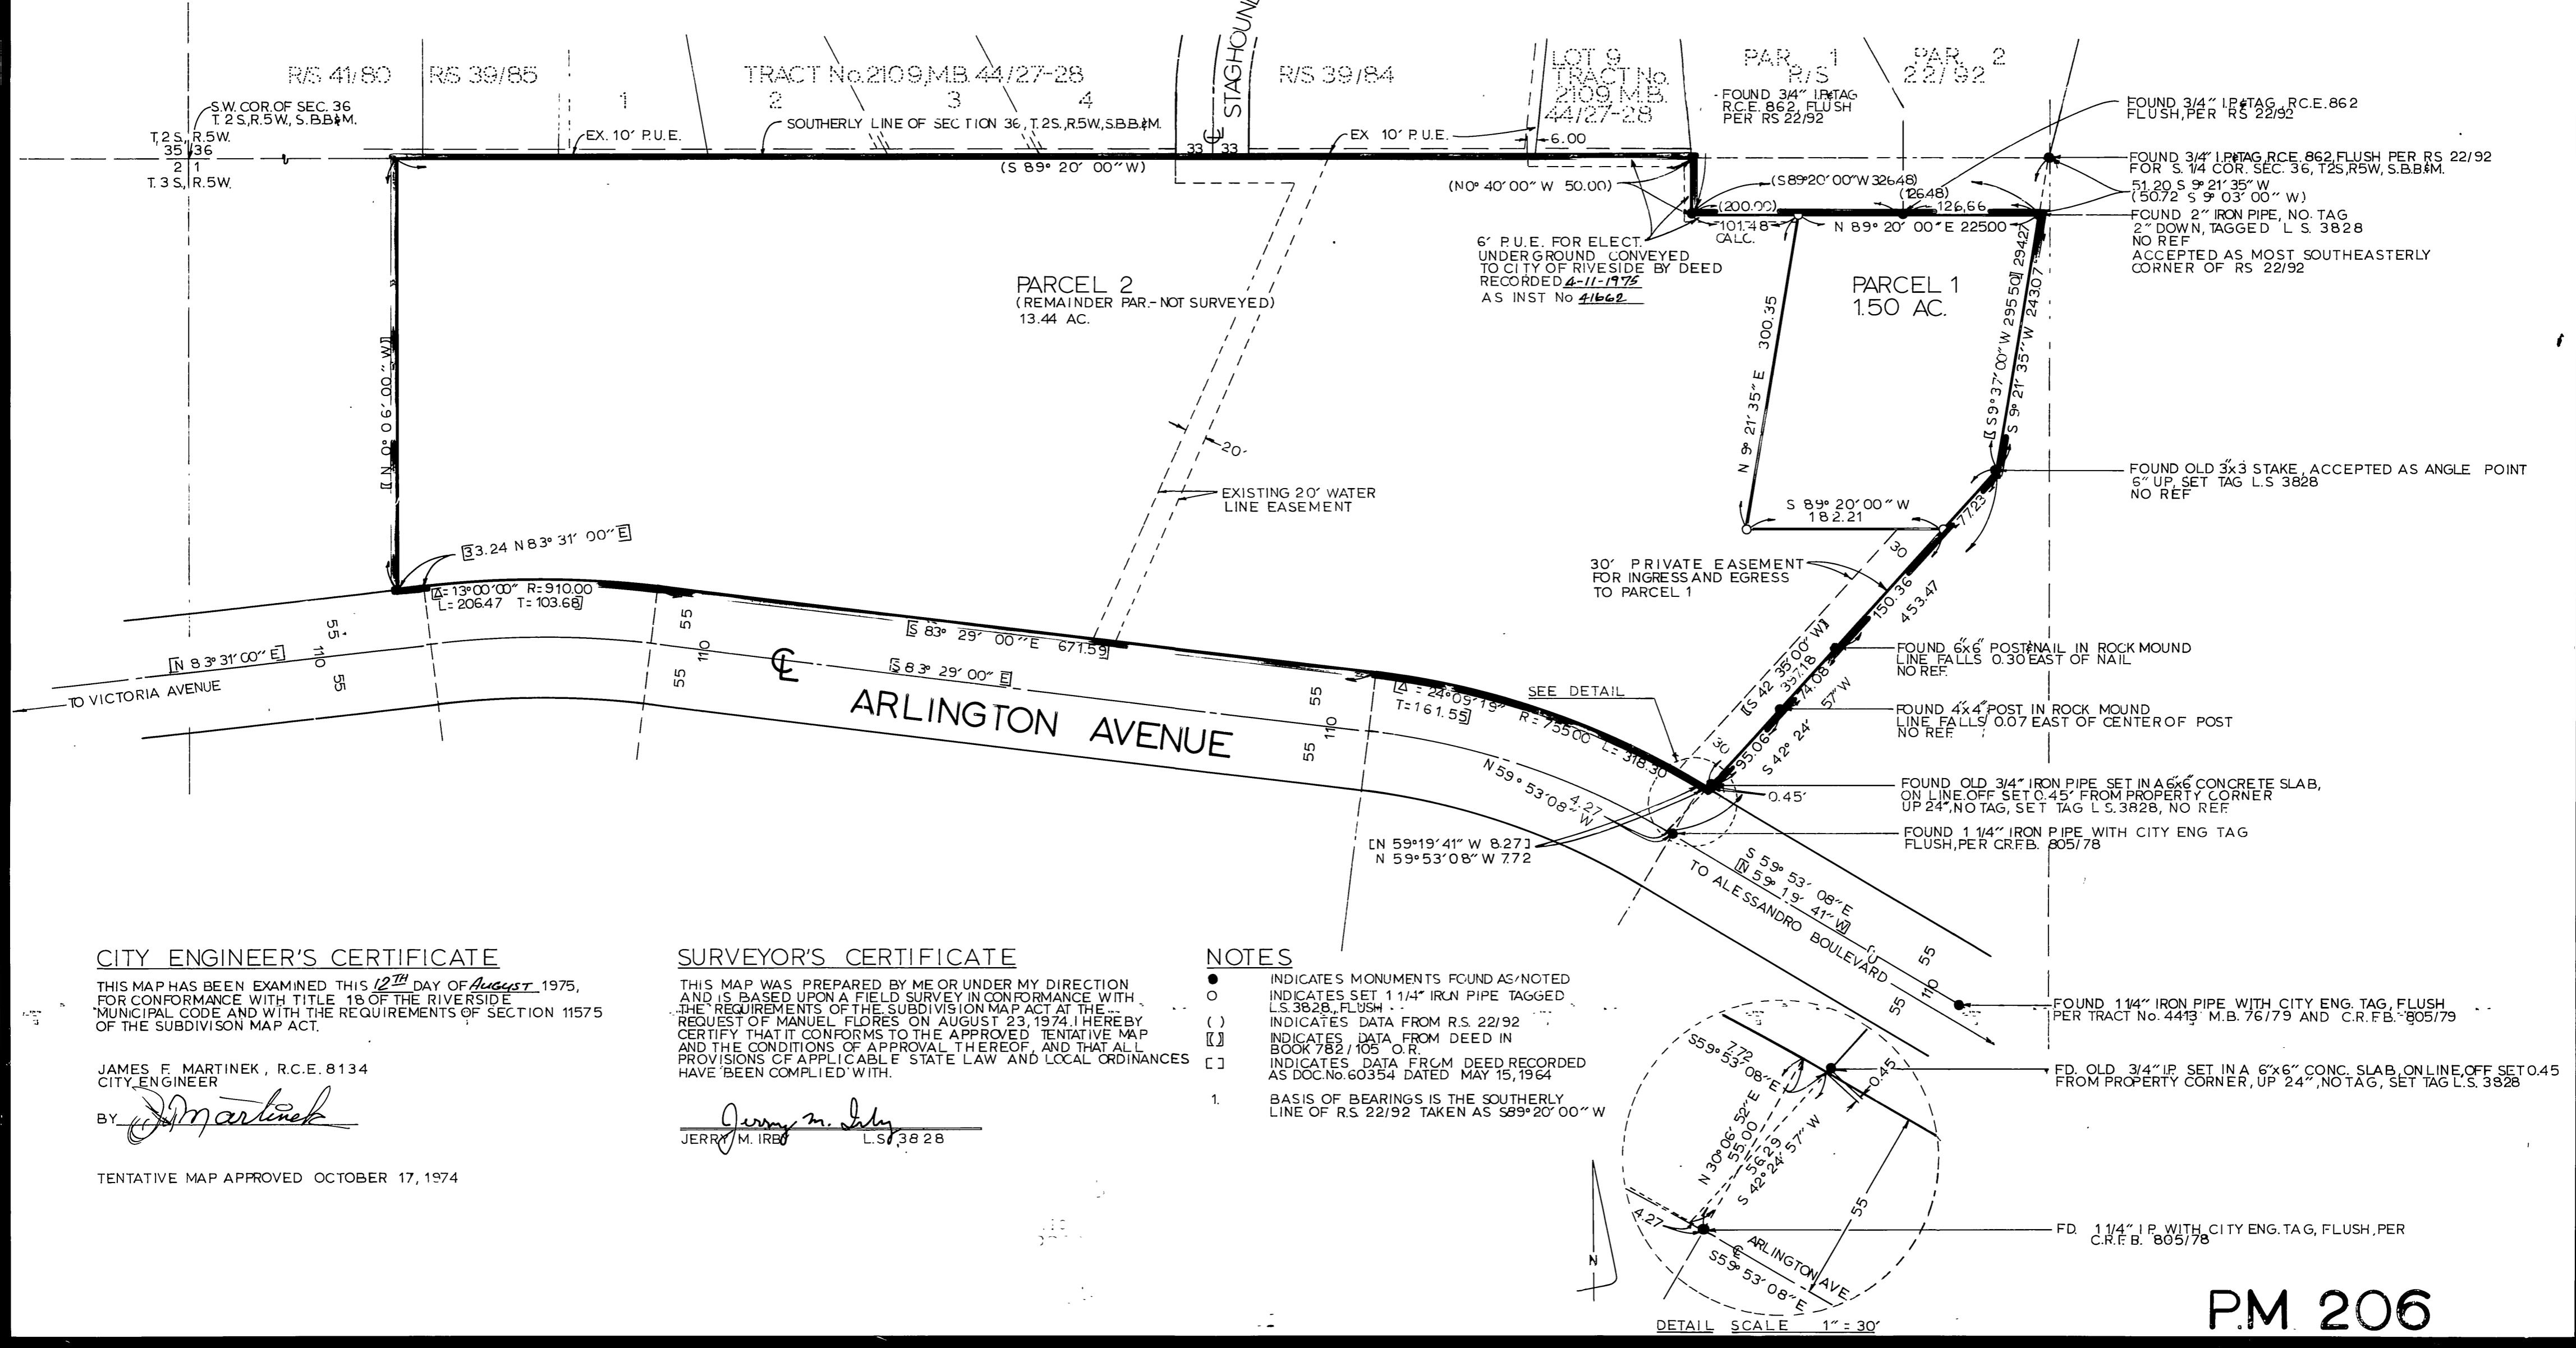 STAGHOUND
R/S 41/80
R/S 39/85
TRACT No. 2109, M.B. 44/27-28
1
2
3
4
R/S 39/84
LOT 9
TRACT No.
2109 M.B.
44/27-28
PAR. 1
R/S
PAR. 2
22/92
S.W. COR. OF SEC. 36
T. 2 S., R. 5 W., S.B.B.&M.
T. 2 S., R. 5 W.
35 36
2 1
T. 3 S., R. 5 W.
EX. 10' P.U.E.
SOUTHERLY LINE OF SECTION 36, T. 2 S., R. 5 W., S.B.B.&M.
(S 89° 20' 00" W)
33 ℄ 33
EX 10' P.U.E.
6.00
FOUND 3/4" I.P.&TAG
R.C.E. 862, FLUSH
PER RS 22/92
FOUND 3/4" I.P.&TAG, R.C.E. 862
FLUSH, PER RS 22/92
FOUND 3/4" I.P.&TAG, R.C.E. 862, FLUSH PER RS 22/92
FOR S. 1/4 COR. SEC. 36, T2S, R5W, S.B.B.&M.
51.20 S 9° 21' 35" W
(50.72 S 9° 03' 00" W)
FOUND 2" IRON PIPE, NO. TAG
2" DOWN, TAGGED L.S. 3828
NO REF
ACCEPTED AS MOST SOUTHEASTERLY
CORNER OF RS 22/92
(N 0° 40' 00" W 50.00)
(S 89° 20' 00" W 326.48)
(126.48)
(200.00)
126.66
101.48
CALC.
N 89° 20' 00" E 225.00
6' P.U.E. FOR ELECT.
UNDERGROUND CONVEYED
TO CITY OF RIVESIDE BY DEED
RECORDED 4-11-1975
AS INST No 41662
PARCEL 2
(REMAINDER PAR. - NOT SURVEYED)
13.44 AC.
PARCEL 1
1.50 AC.
N 9° 21' 35" E 300.35
⟦S 9° 37' 00" W 295.50⟧ 294.27
S 9° 21' 35" W 243.07
⟦N 0° 06' 00" W⟧
20'
EXISTING 20' WATER
LINE EASEMENT
FOUND OLD 3"x3" STAKE, ACCEPTED AS ANGLE POINT
6" UP, SET TAG L.S 3828
NO REF
S 89° 20' 00" W
182.21
77.23
30
30' PRIVATE EASEMENT
FOR INGRESS AND EGRESS
TO PARCEL 1
150.36
453.47
⟦S 42° 35' 00" W⟧
397.18
74.08
S 42° 24' 57" W
95.06
30
FOUND 6"x6" POST&NAIL IN ROCK MOUND
LINE FALLS 0.30 EAST OF NAIL
NO REF.
FOUND 4"x4" POST IN ROCK MOUND
LINE FALLS 0.07 EAST OF CENTER OF POST
NO REF.
[33.24 N 83° 31' 00" E]
[Δ = 13° 00' 00" R = 910.00
L = 206.47 T = 103.68]
[S 83° 29' 00" E 671.59]
[S 83° 29' 00" E]
[N 83° 31' 00" E]
TO VICTORIA AVENUE
55'
110
55
55
110
55
℄
ARLINGTON AVENUE
55
110
55
[Δ = 24° 09' 19" R = 755.00 L = 318.30
T = 161.55]
SEE DETAIL
N 59° 53' 08" W
4.27
0.45'
FOUND OLD 3/4" IRON PIPE SET IN A 6"x6" CONCRETE SLAB,
ON LINE, OFF SET 0.45' FROM PROPERTY CORNER
UP 24", NO TAG, SET TAG L.S. 3828, NO REF.
FOUND 1 1/4" IRON PIPE WITH CITY ENG TAG
FLUSH, PER C.R.F.B. 805/78
[N 59° 19' 41" W 8.27]
N 59° 53' 08" W 7.72
S 59° 53' 08" E
[N 59° 19' 41" W]
TO ALESSANDRO BOULEVARD
55
110
55
FOUND 1 1/4" IRON PIPE WITH CITY ENG. TAG, FLUSH
PER TRACT No. 4413 M.B. 76/79 AND C.R.F.B. 805/79
CITY ENGINEER'S CERTIFICATE
THIS MAP HAS BEEN EXAMINED THIS 12TH DAY OF AUGUST 1975,
FOR CONFORMANCE WITH TITLE 18 OF THE RIVERSIDE
MUNICIPAL CODE AND WITH THE REQUIREMENTS OF SECTION 11575
OF THE SUBDIVISON MAP ACT.
JAMES F. MARTINEK, R.C.E. 8134
CITY ENGINEER
BY J Martinek
TENTATIVE MAP APPROVED OCTOBER 17, 1974
SURVEYOR'S CERTIFICATE
THIS MAP WAS PREPARED BY ME OR UNDER MY DIRECTION
AND IS BASED UPON A FIELD SURVEY IN CONFORMANCE WITH
THE REQUIREMENTS OF THE SUBDIVISION MAP ACT AT THE
REQUEST OF MANUEL FLORES ON AUGUST 23, 1974. I HEREBY
CERTIFY THAT IT CONFORMS TO THE APPROVED TENTATIVE MAP
AND THE CONDITIONS OF APPROVAL THEREOF, AND THAT ALL
PROVISIONS OF APPLICABLE STATE LAW AND LOCAL ORDINANCES
HAVE BEEN COMPLIED WITH.
Jerry M. Irby
JERRY M. IRBY L.S. 3828
NOTES
● INDICATES MONUMENTS FOUND AS NOTED
○ INDICATES SET 1 1/4" IRON PIPE TAGGED
L.S. 3828, FLUSH
( ) INDICATES DATA FROM R.S. 22/92
⟦ ⟧ INDICATES DATA FROM DEED IN
BOOK 782/105 O.R.
[ ] INDICATES DATA FROM DEED RECORDED
AS DOC. No. 60354 DATED MAY 15, 1964
1. BASIS OF BEARINGS IS THE SOUTHERLY
LINE OF R.S. 22/92 TAKEN AS S89° 20' 00" W
7.72
S59° 53' 08" E
0.45
N 30° 06' 52" E
55.00
56.29
S 42° 24' 57" W
55
4.27
℄ ARLINGTON AVE
S59° 53' 08" E
FD. OLD 3/4" I.P. SET IN A 6"x6" CONC. SLAB, ON LINE, OFF SET 0.45
FROM PROPERTY CORNER, UP 24", NO TAG, SET TAG L.S. 3828
FD. 1 1/4" I.P. WITH CITY ENG. TAG, FLUSH, PER
C.R.F.B. 805/78
N
DETAIL SCALE 1" = 30'
P.M. 206